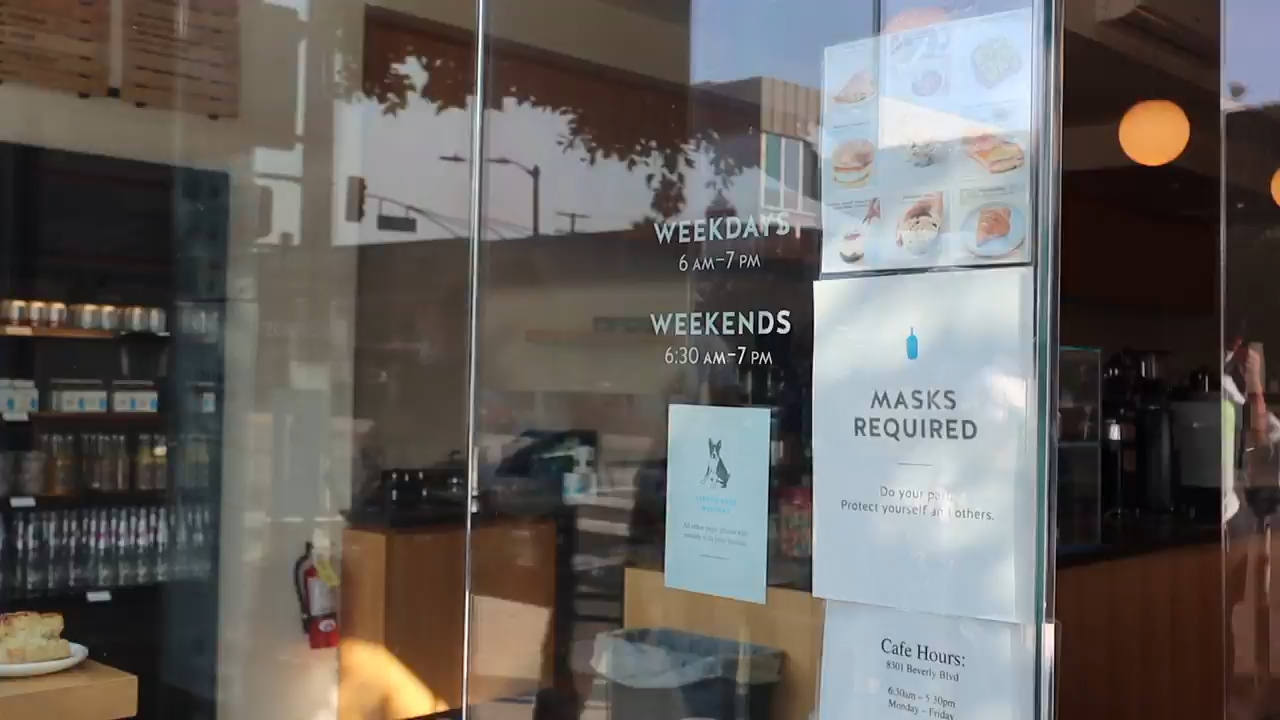 WEEKDAYS
6 AM–7 PM
WEEKENDS
6:30 AM–7 PM
MASKS
REQUIRED
Do your part.
Protect yourself and others.
Cafe Hours:
8301 Beverly Blvd
6:30am – 5:30pm
Monday – Friday